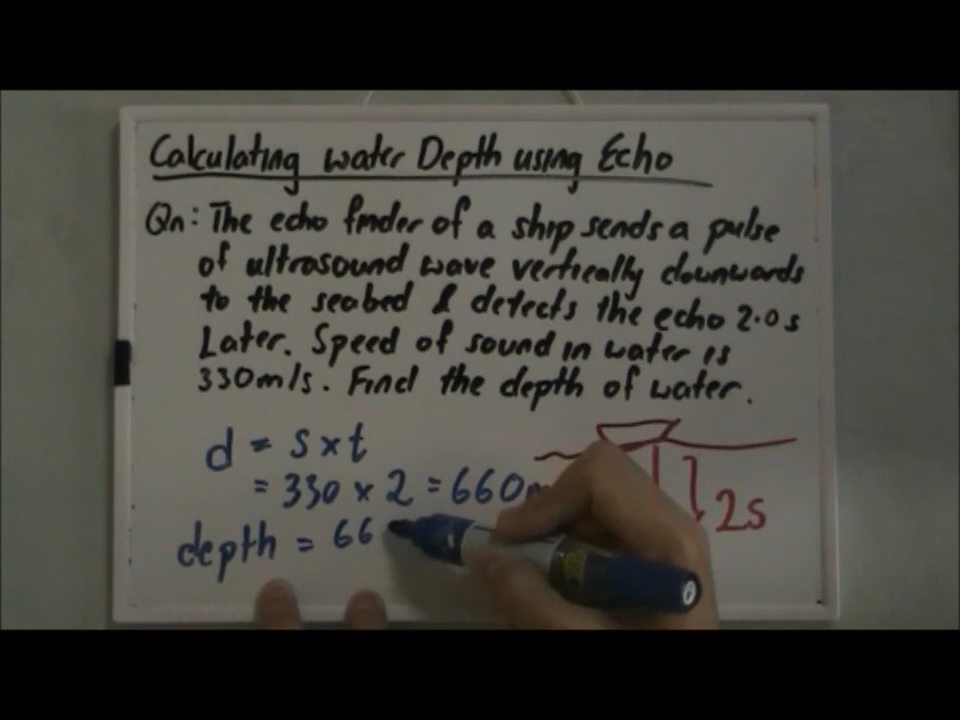 Calculating water Depth using Echo
Qn: The echo finder of a ship sends a pulse
of ultrasound wave vertically downwards
to the seabed & detects the echo 2.0s
Later. Speed of sound in water is
330m/s. Find the depth of water.
d = s x t
= 330 x 2 = 660m
2s
depth = 66